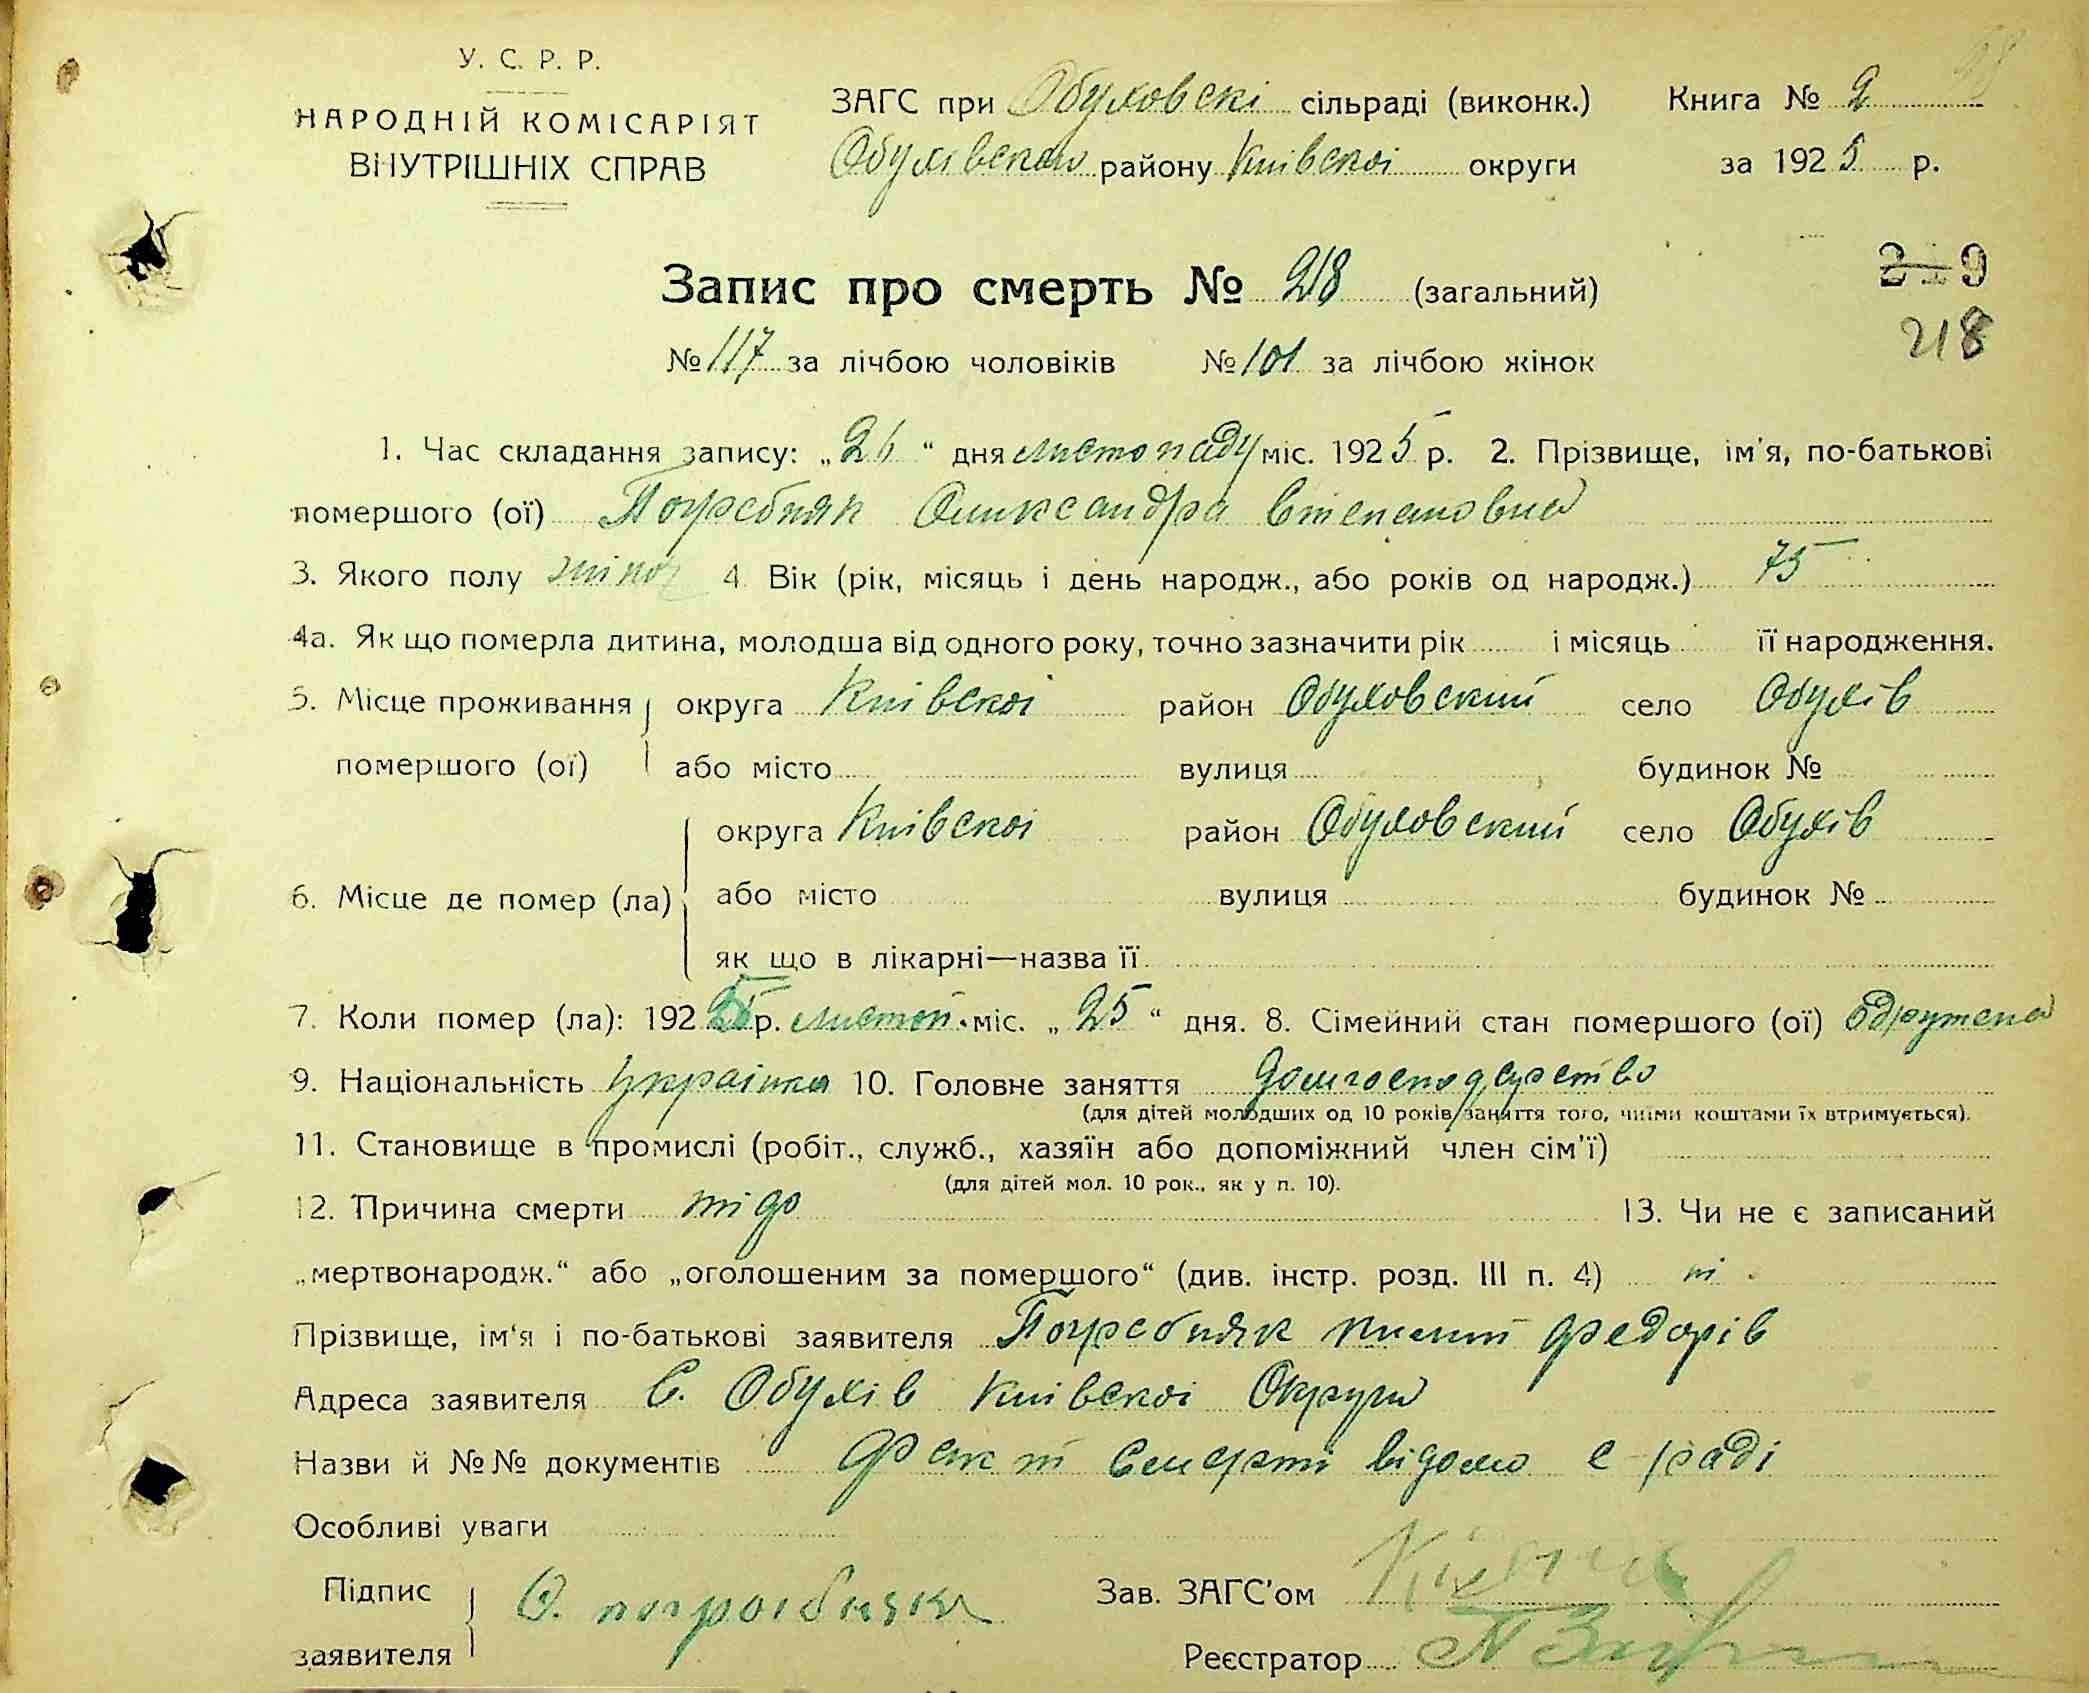 У. С. Р. Р.
НАРОДНІЙ КОМІСАРІЯТ
ВНУТРІШНІХ СПРАВ
ЗАГС при Обуховскі сільраді (виконк.) Книга № 2
району Київскоі округи за 1925 р.
Запис про смерть № 218 (загальний)
218
№ 117 за лічбою чоловіків № 101 за лічбою жінок
1. Час складання запису: „26“ дня листопаду міс. 1925 р. 2. Прізвище, ім'я, по-батькові
помершого (ої) Погребняк Оликсандра Степановна
3. Якого полу 4. Вік (рік, місяць і день народж., або років од народж.) 75
4а. Як що померла дитина, молодша від одного року, точно зазначити рік і місяць її народження.
5. Місце проживання округа Київскоі район Обуховский село Обухів
помершого (ої) або місто вулиця будинок №
округа Київскоі район Обуховский село Обухів
6. Місце де помер (ла) або місто вулиця будинок №
як що в лікарні—назва її
7. Коли помер (ла): 1925 р. листоп. міс. „25“ дня. 8. Сімейний стан помершого (ої)
9. Національність Украінка 10. Головне заняття
(для дітей молодших од 10 років заняття того, чиїми коштами їх втримується).
11. Становище в промислі (робіт., служб., хазяїн або допоміжний член сім'ї)
(для дітей мол. 10 рок., як у п. 10).
12. Причина смерти 13. Чи не є записаний
„мертвонародж.“ або „оголошеним за помершого“ (див. інстр. розд. III п. 4) ні
Прізвище, ім'я і по-батькові заявителя Погребняк Федорів
Адреса заявителя С. Обухів Київскоі Округи
Назви й №№ документів Факт Смерти відомо с-раді
Особливі уваги
Підпис
заявителя
Зав. ЗАГС'ом
Реєстратор